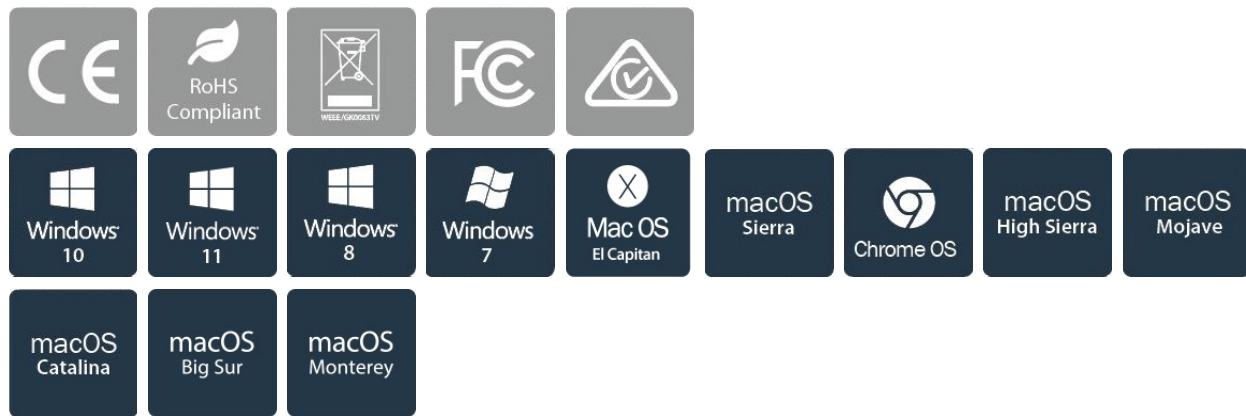 CE
RoHS
Compliant
WEEE/GK0063TV
FC
Windows
10
Windows
11
Windows
8
Windows
7
X
Mac OS
El Capitan
macOS
Sierra
Chrome OS
macOS
High Sierra
macOS
Mojave
macOS
Catalina
macOS
Big Sur
macOS
Monterey